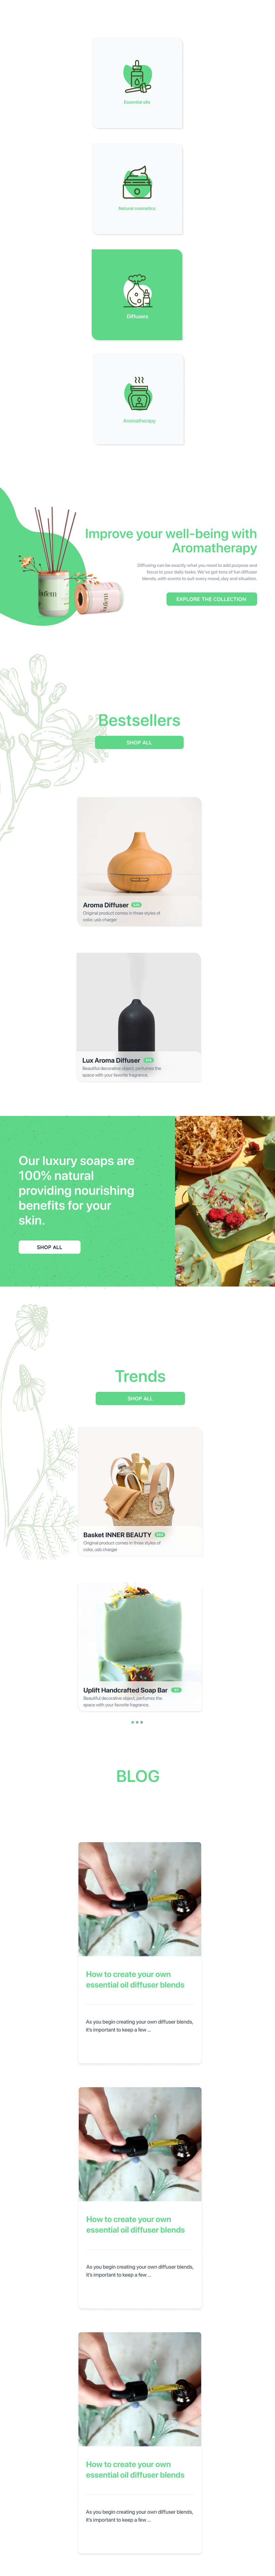 Essential oils
Natural cosmetics
Diffusers
Aromatherapy
Improve your well-being with
Aromatherapy
Diffusing can be exactly what you need to add purpose and
focus to your daily tasks. We've got tons of fun diffuser
blends, with scents to suit every mood, day and situation.
EXPLORE THE COLLECTION
Bestsellers
SHOP ALL
Aroma Diffuser
Original product comes in three styles of
color, usb charger
Lux Aroma Diffuser
Beautiful decorative object, perfumes the
space with your favorite fragrance.
Our luxury soaps are
100% natural
providing nourishing
benefits for your
skin.
SHOP ALL
Trends
SHOP ALL
Basket INNER BEAUTY
Original product comes in three styles of
color, usb charger
Uplift Handcrafted Soap Bar
Beautiful decorative object, perfumes the
space with your favorite fragrance.
BLOG
How to create your own
essential oil diffuser blends
As you begin creating your own diffuser blends,
it's important to keep a few ...
How to create your own
essential oil diffuser blends
As you begin creating your own diffuser blends,
it's important to keep a few ...
How to create your own
essential oil diffuser blends
As you begin creating your own diffuser blends,
it's important to keep a few ...